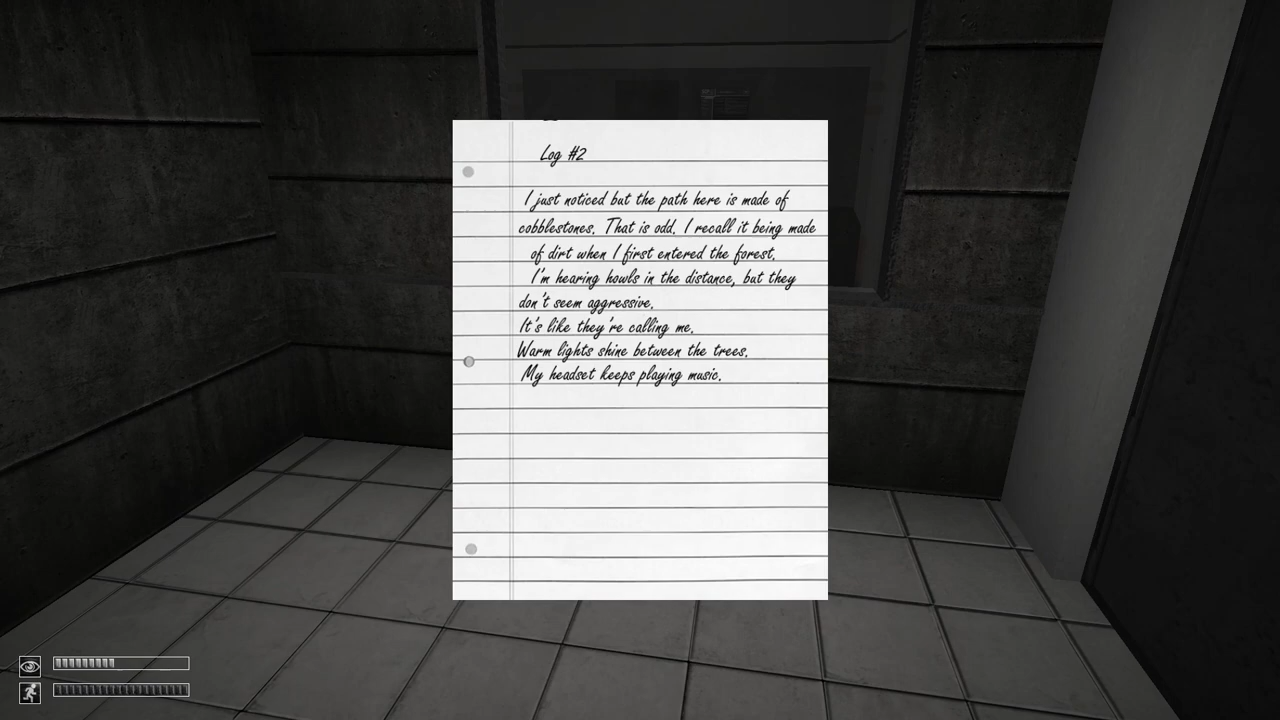 Log #2
I just noticed but the path here is made of
cobblestones. That is odd. I recall it being made
of dirt when I first entered the forest.
I'm hearing howls in the distance, but they
don't seem aggressive.
It's like they're calling me.
Warm lights shine between the trees.
My headset keeps playing music.